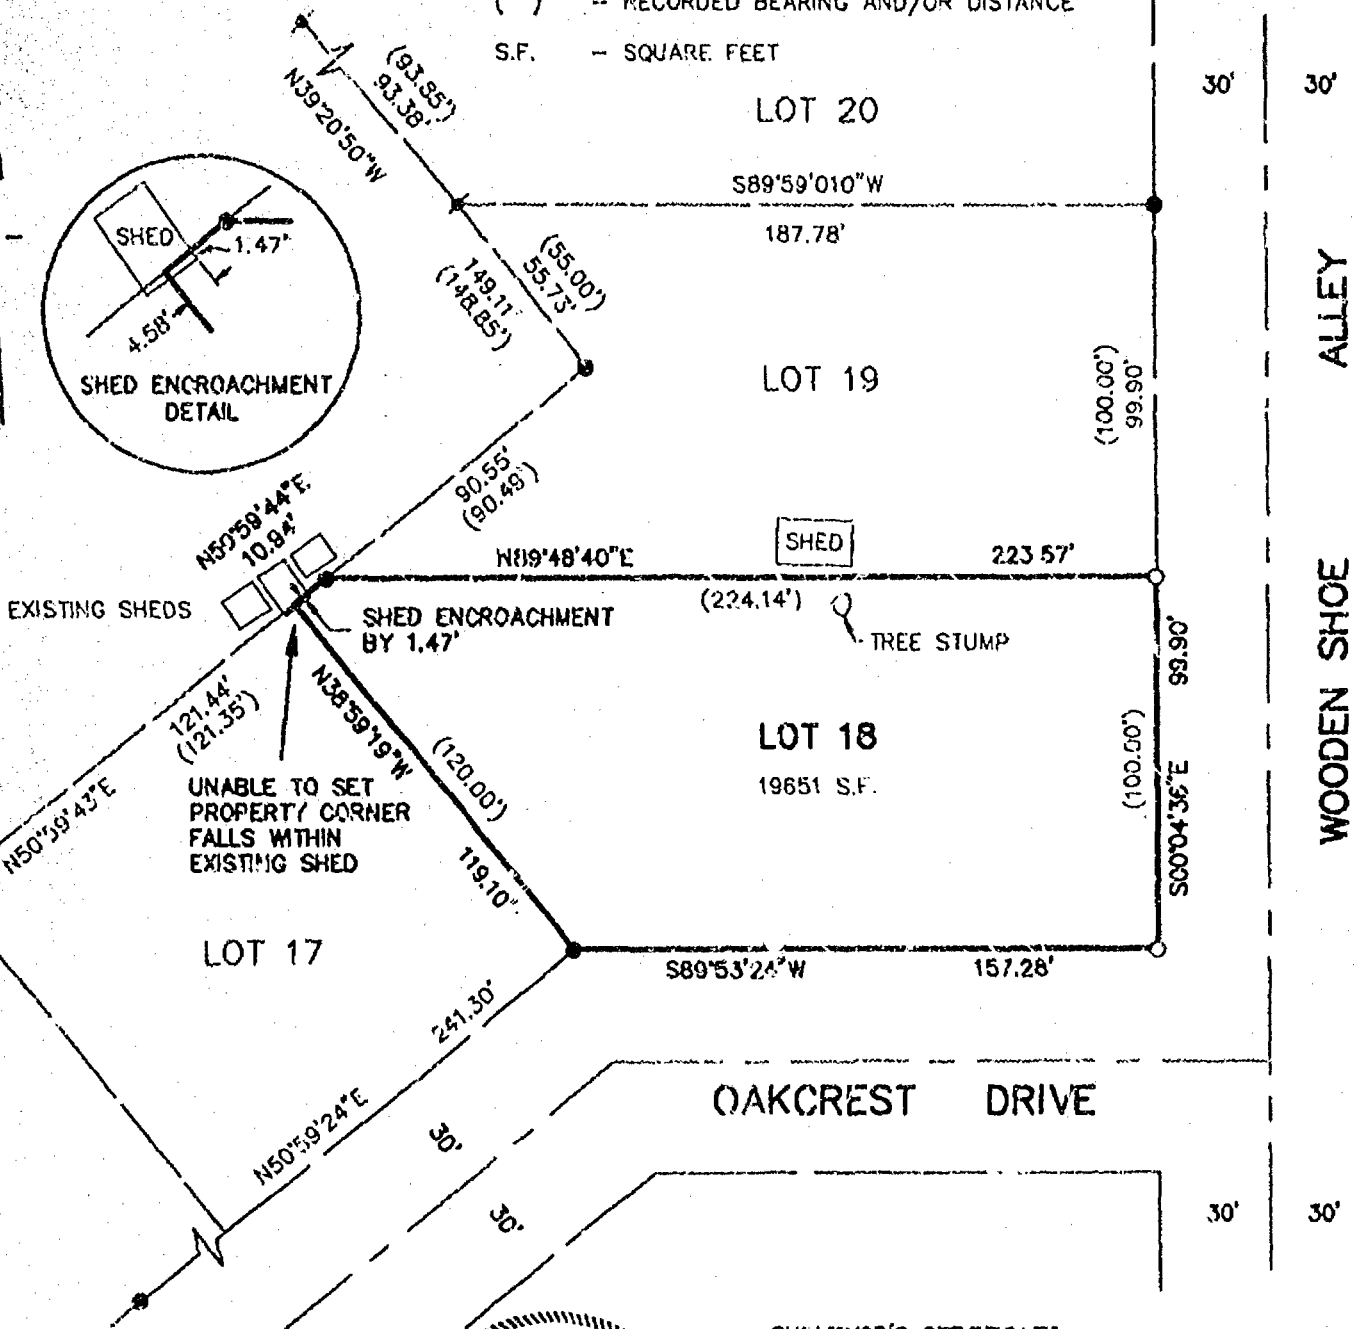 ( ) — RECORDED BEARING AND/OR DISTANCE
S.F. — SQUARE FEET
30'
30'
(93.85')
93.38'
N39°20'50"W
LOT 20
S89°59'010"W
187.78'
SHED
1.47'
4.58'
SHED ENCROACHMENT
DETAIL
(55.00')
55.73'
149.11'
(148.85')
LOT 19
(100.00')
99.90'
WOODEN SHOE ALLEY
90.55'
(90.49')
N50°59'44"E
10.94'
EXISTING SHEDS
SHED
N89°48'40"E
223.57'
(224.14')
SHED ENCROACHMENT
BY 1.47'
TREE STUMP
99.90'
(100.00')
S00°04'36"E
121.44'
(121.35')
N50°59'43"E
N38°59'19"W
(120.00')
119.10'
LOT 18
19651 S.F.
UNABLE TO SET
PROPERTY CORNER
FALLS WITHIN
EXISTING SHED
LOT 17
S89°53'24"W
157.28'
241.30'
N50°59'24"E
OAKCREST DRIVE
30'
30'
30'
30'